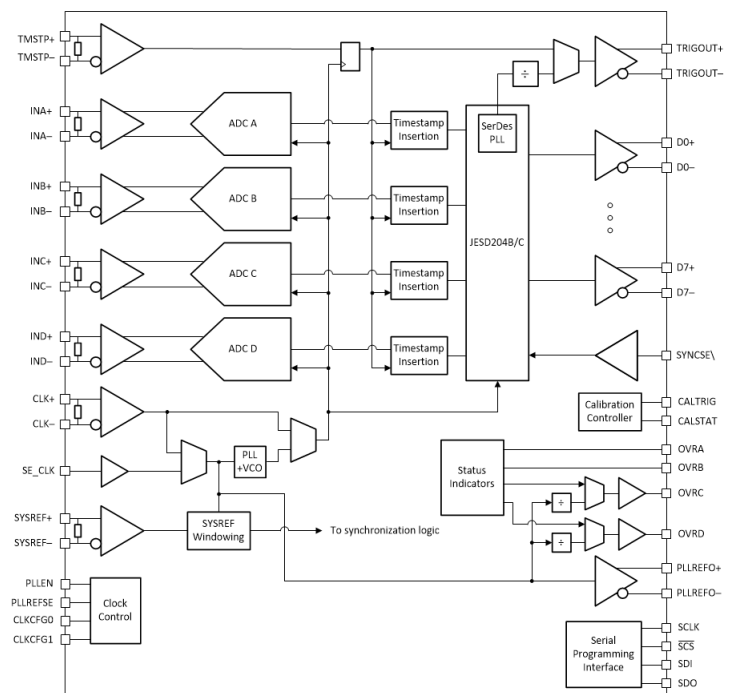 TMSTP+
TMSTP–
TRIGOUT+
TRIGOUT–
÷
INA+
INA–
ADC A
Timestamp
Insertion
SerDes
PLL
D0+
D0–
INB+
INB–
ADC B
Timestamp
Insertion
JESD204B/C
INC+
INC–
ADC C
Timestamp
Insertion
D7+
D7–
IND+
IND–
ADC D
Timestamp
Insertion
SYNCSE\
CLK+
CLK–
Calibration
Controller
CALTRIG
CALSTAT
SE_CLK
PLL
+VCO
Status
Indicators
OVRA
OVRB
OVRC
÷
OVRD
÷
SYSREF+
SYSREF–
SYSREF
Windowing
To synchronization logic
PLLREFO+
PLLREFO–
PLLEN
PLLREFSE
CLKCFG0
CLKCFG1
Clock
Control
Serial
Programming
Interface
SCLK
SCS
SDI
SDO